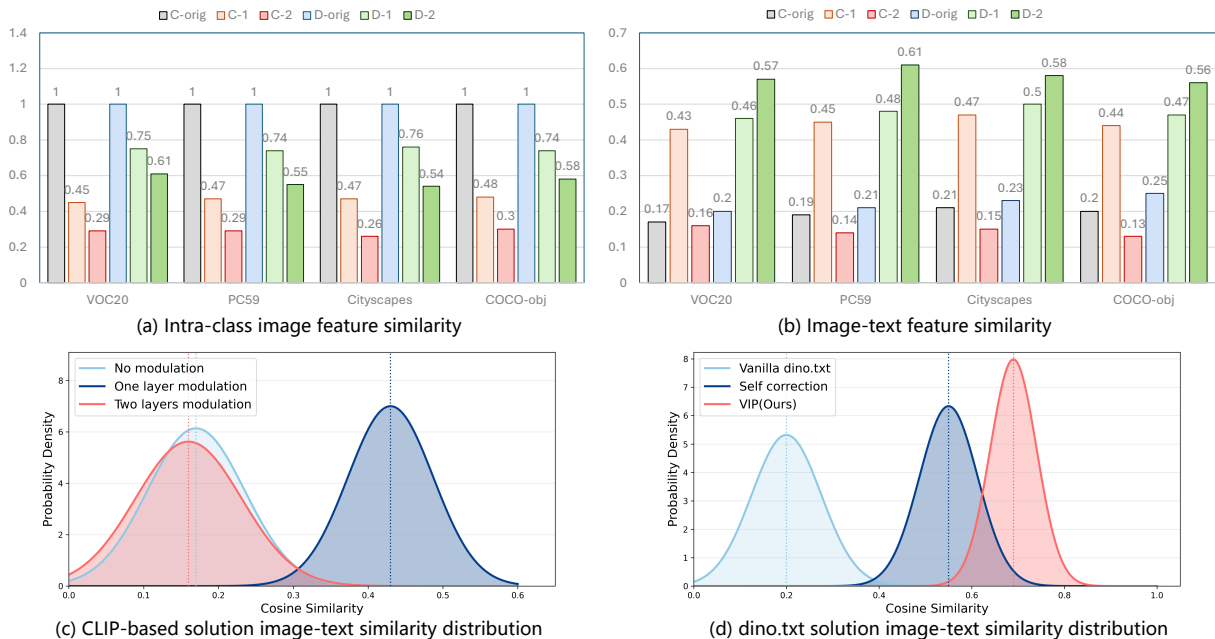 C-orig C-1 C-2 D-orig D-1 D-2
1.4
1.2
1
0.8
0.6
0.4
0.2
0
1 0.45 0.29 1 0.75 0.61
1 0.47 0.29 1 0.74 0.55
1 0.47 0.26 1 0.76 0.54
1 0.48 0.3 1 0.74 0.58
VOC20 PC59 Cityscapes COCO-obj
(a) Intra-class image feature similarity
C-orig C-1 C-2 D-orig D-1 D-2
0.7
0.6
0.5
0.4
0.3
0.2
0.1
0
0.17 0.43 0.16 0.2 0.46 0.57
0.19 0.45 0.14 0.21 0.48 0.61
0.21 0.47 0.15 0.23 0.5 0.58
0.2 0.44 0.13 0.25 0.47 0.56
VOC20 PC59 Cityscapes COCO-obj
(b) Image-text feature similarity
No modulation
One layer modulation
Two layers modulation
Probability Density
8
6
4
2
0
0.0 0.1 0.2 0.3 0.4 0.5 0.6
Cosine Similarity
(c) CLIP-based solution image-text similarity distribution
Vanilla dino.txt
Self correction
VIP(Ours)
Probability Density
8
7
6
5
4
3
2
1
0
0.0 0.2 0.4 0.6 0.8 1.0
Cosine Similarity
(d) dino.txt solution image-text similarity distribution